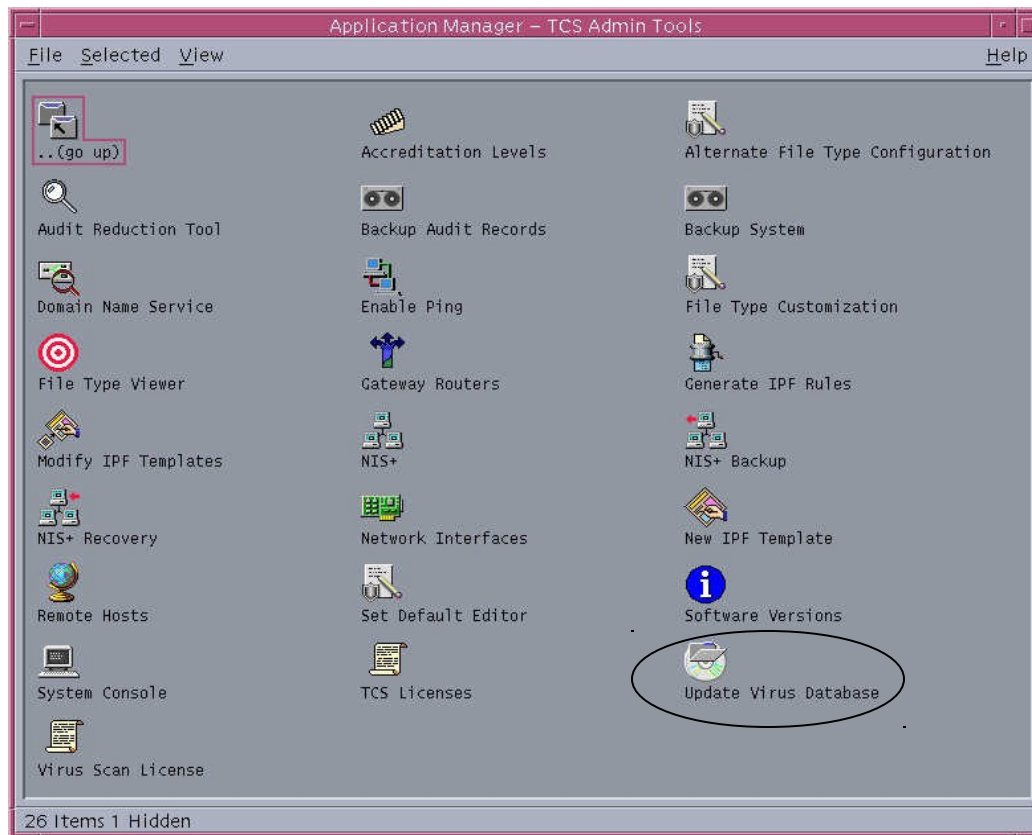 Application Manager – TCS Admin Tools
File Selected View Help
..(go up) Accreditation Levels Alternate File Type Configuration
Audit Reduction Tool Backup Audit Records Backup System
Domain Name Service Enable Ping File Type Customization
File Type Viewer Gateway Routers Generate IPF Rules
Modify IPF Templates NIS+ NIS+ Backup
NIS+ Recovery Network Interfaces New IPF Template
Remote Hosts Set Default Editor Software Versions
System Console TCS Licenses Update Virus Database
Virus Scan License
26 Items 1 Hidden